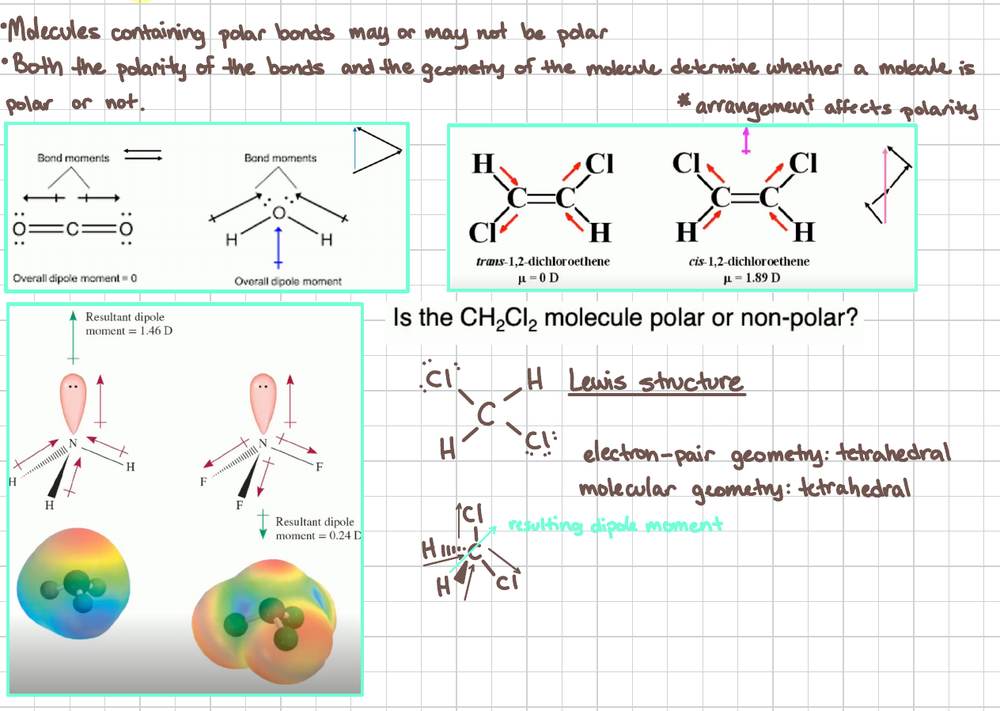 •Molecules containing polar bonds may or may not be polar
•Both the polarity of the bonds and the geometry of the molecule determine whether a molecule is
polar or not.
* arrangement affects polarity
Bond moments
O=C=O
Overall dipole moment = 0
Bond moments
O
H H
Overall dipole moment
H Cl
C=C
Cl H
trans-1,2-dichloroethene
μ = 0 D
Cl Cl
C=C
H H
cis-1,2-dichloroethene
μ = 1.89 D
Resultant dipole
moment = 1.46 D
N
H
H
H
N
F
F
F
Resultant dipole
moment = 0.24 D
Is the CH₂Cl₂ molecule polar or non-polar?
Cl H
C
H Cl
Lewis structure
electron-pair geometry: tetrahedral
molecular geometry: tetrahedral
Cl
resulting dipole moment
H C
H Cl